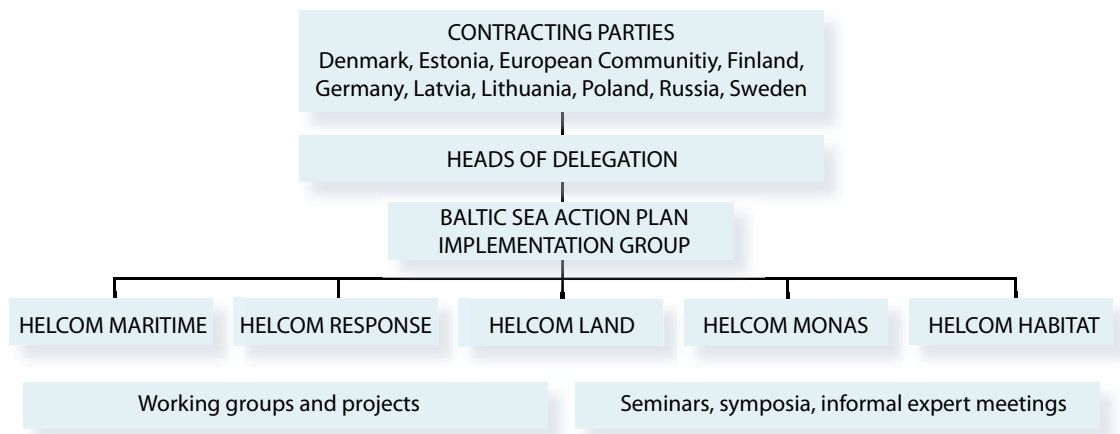 CONTRACTING PARTIES
Denmark, Estonia, European Communitiy, Finland,
Germany, Latvia, Lithuania, Poland, Russia, Sweden
HEADS OF DELEGATION
BALTIC SEA ACTION PLAN
IMPLEMENTATION GROUP
HELCOM MARITIME
HELCOM RESPONSE
HELCOM LAND
HELCOM MONAS
HELCOM HABITAT
Working groups and projects
Seminars, symposia, informal expert meetings